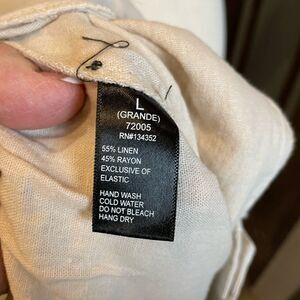 L
(GRANDE)
72005
RN#134352
55% LINEN
45% RAYON
EXCLUSIVE OF
ELASTIC
HAND WASH
COLD WATER
DO NOT BLEACH
HANG DRY